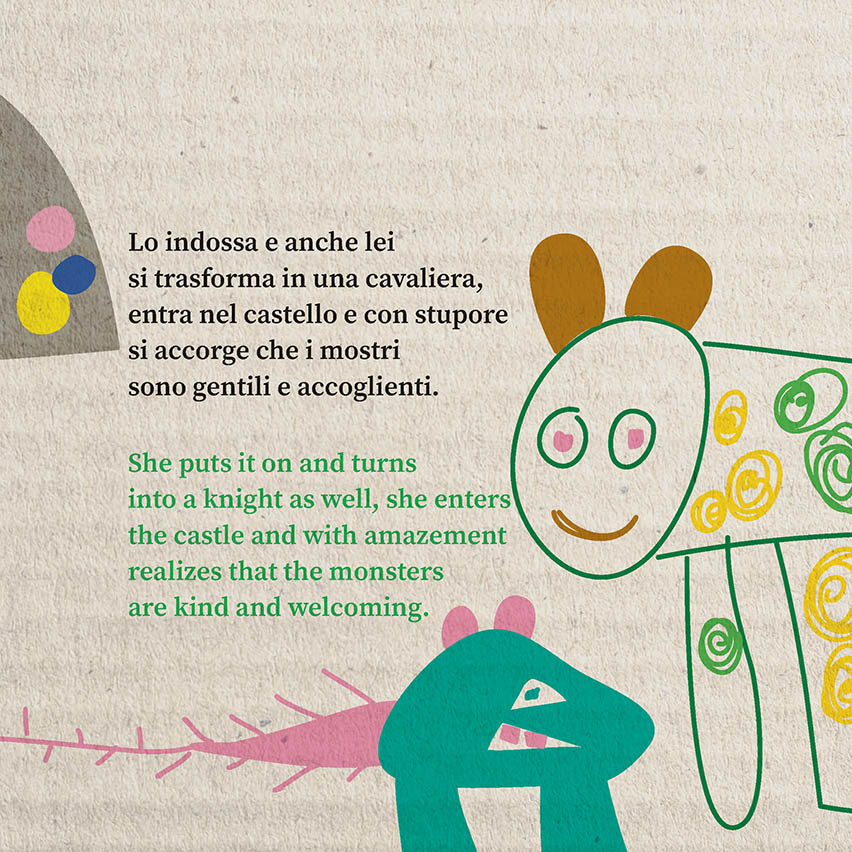 Lo indossa e anche lei
si trasforma in una cavaliera,
entra nel castello e con stupore
si accorge che i mostri
sono gentili e accoglienti.
She puts it on and turns
into a knight as well, she enters
the castle and with amazement
realizes that the monsters
are kind and welcoming.